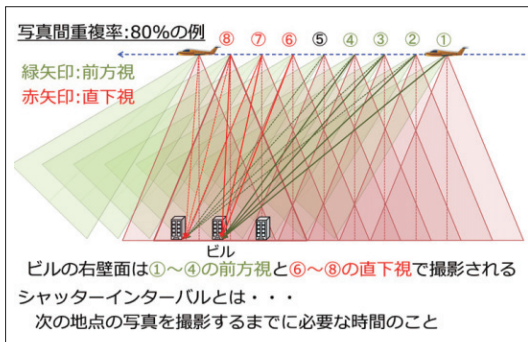 写真間重複率:80%の例
⑧ ⑦ ⑥ ⑤ ④ ③ ② ①
緑矢印:前方視
赤矢印:直下視
ビル
ビルの右壁面は①～④の前方視と⑥～⑧の直下視で撮影される
シャッターインターバルとは・・・
次の地点の写真を撮影するまでに必要な時間のこと